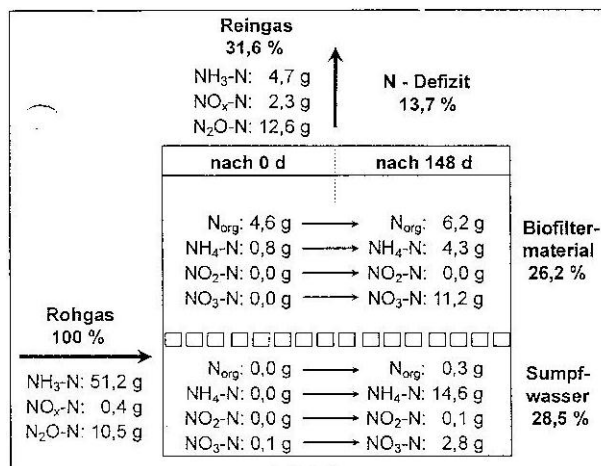 Reingas
31,6 %
NH₃-N: 4,7 g
NOₓ-N: 2,3 g
N₂O-N: 12,6 g
N - Defizit
13,7 %
nach 0 d nach 148 d
N_org: 4,6 g → N_org: 6,2 g
NH₄-N: 0,8 g → NH₄-N: 4,3 g
NO₂-N: 0,0 g → NO₂-N: 0,0 g
NO₃-N: 0,0 g → NO₃-N: 11,2 g
Biofilter-
material
26,2 %
Rohgas
100 %
NH₃-N: 51,2 g
NOₓ-N: 0,4 g
N₂O-N: 10,5 g
N_org: 0,0 g → N_org: 0,3 g
NH₄-N: 0,0 g → NH₄-N: 14,6 g
NO₂-N: 0,0 g → NO₂-N: 0,1 g
NO₃-N: 0,1 g → NO₃-N: 2,8 g
Sumpf-
wasser
28,5 %